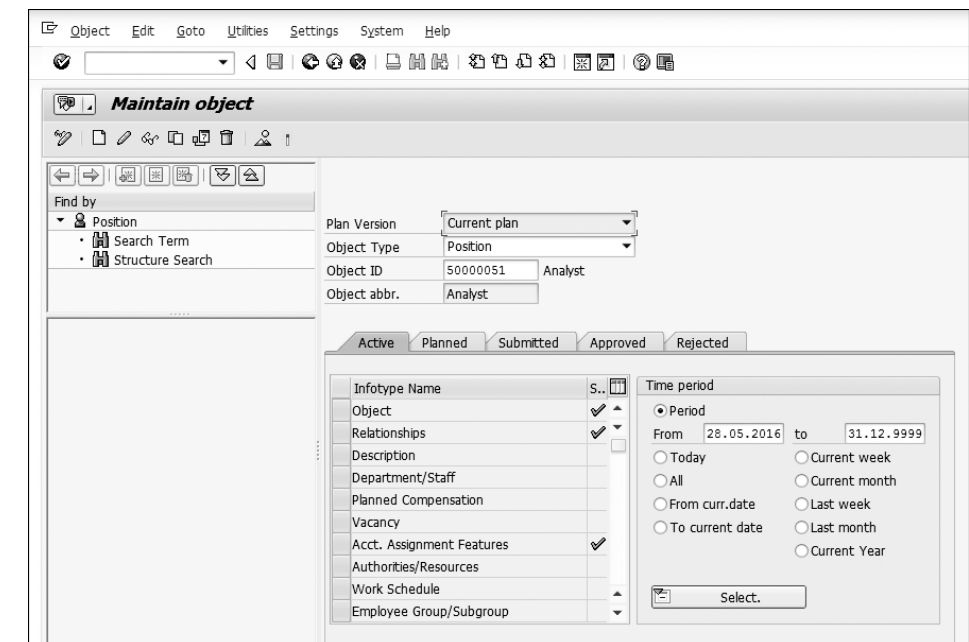 Object Edit Goto Utilities Settings System Help
Maintain object
Find by
Position
Search Term
Structure Search
Plan Version Current plan
Object Type Position
Object ID 50000051 Analyst
Object abbr. Analyst
Active Planned Submitted Approved Rejected
Infotype Name S..
Object
Relationships
Description
Department/Staff
Planned Compensation
Vacancy
Acct. Assignment Features
Authorities/Resources
Work Schedule
Employee Group/Subgroup
Time period
Period
From 28.05.2016 to 31.12.9999
Today Current week
All Current month
From curr.date Last week
To current date Last month
Current Year
Select.